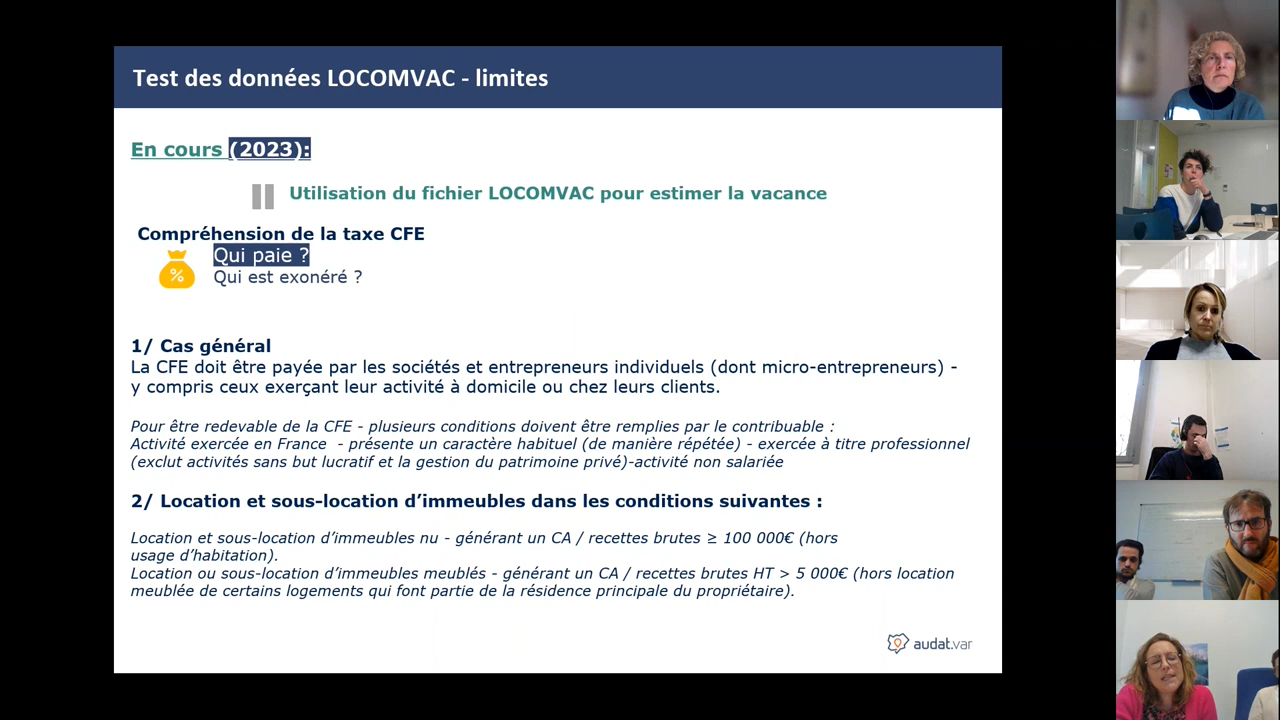 Test des données LOCOMVAC - limites
En cours (2023):
Utilisation du fichier LOCOMVAC pour estimer la vacance
Compréhension de la taxe CFE
Qui paie ?
%
Qui est exonéré ?
1/ Cas général
La CFE doit être payée par les sociétés et entrepreneurs individuels (dont micro-entrepreneurs) -
y compris ceux exerçant leur activité à domicile ou chez leurs clients.
Pour être redevable de la CFE - plusieurs conditions doivent être remplies par le contribuable :
Activité exercée en France - présente un caractère habituel (de manière répétée) - exercée à titre professionnel
(exclut activités sans but lucratif et la gestion du patrimoine privé)-activité non salariée
2/ Location et sous-location d’immeubles dans les conditions suivantes :
Location et sous-location d’immeubles nu - générant un CA / recettes brutes ≥ 100 000€ (hors
usage d’habitation).
Location ou sous-location d’immeubles meublés - générant un CA / recettes brutes HT > 5 000€ (hors location
meublée de certains logements qui font partie de la résidence principale du propriétaire).
audat.var